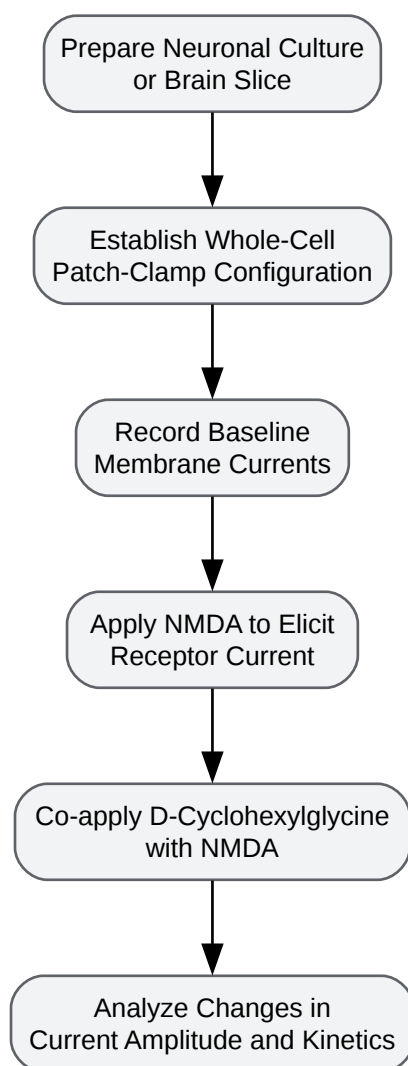 Prepare Neuronal Culture
or Brain Slice
Establish Whole-Cell
Patch-Clamp Configuration
Record Baseline
Membrane Currents
Apply NMDA to Elicit
Receptor Current
Co-apply D-Cyclohexylglycine
with NMDA
Analyze Changes in
Current Amplitude and Kinetics